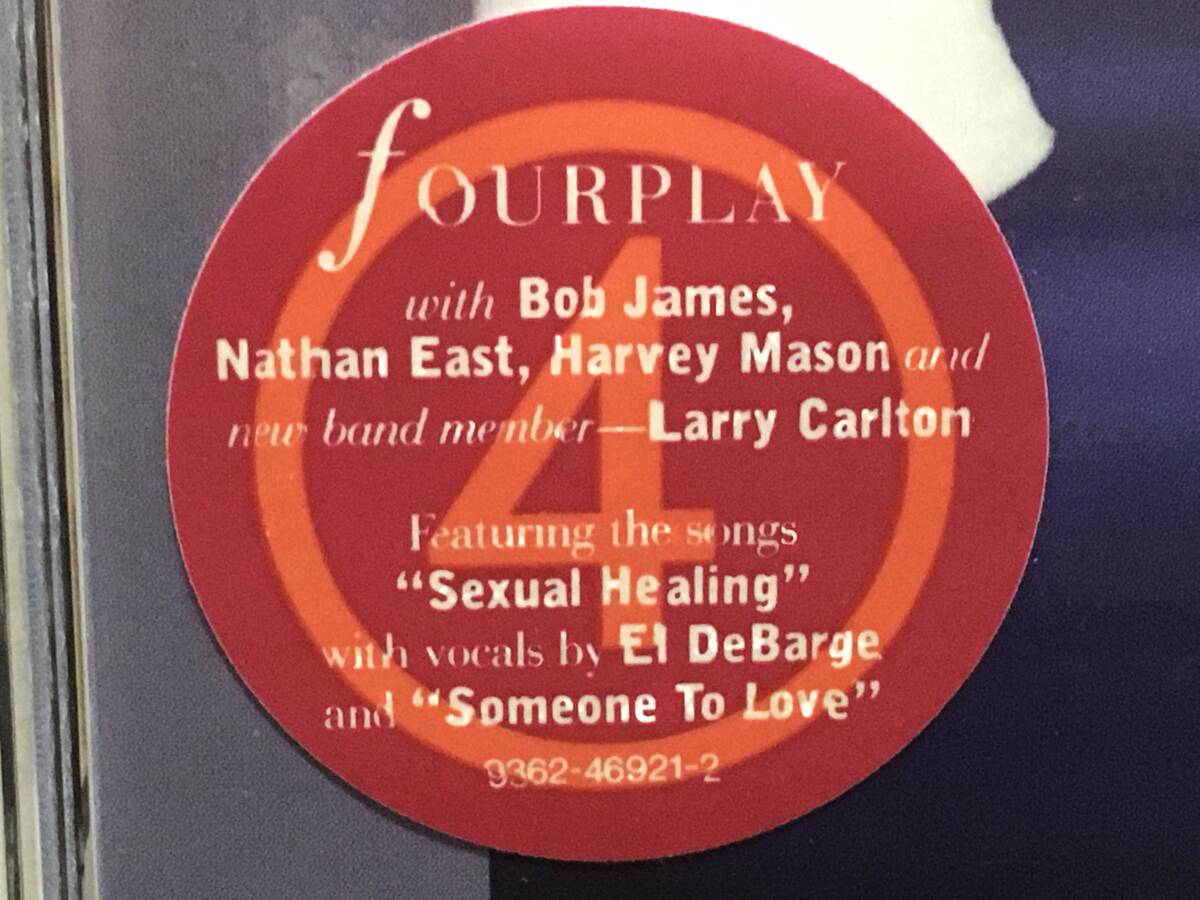 fOURPLAY
with Bob James,
Nathan East, Harvey Mason and
new band member—Larry Carlton
4
Featuring the songs
“Sexual Healing”
with vocals by El DeBarge
and “Someone To Love”
9362-46921-2